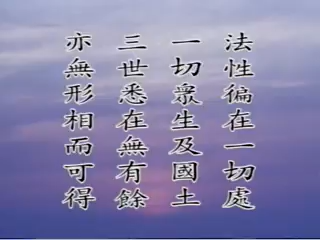 法性徧在一切處
一切眾生及國土
三世悉在無有餘
亦無形相而可得